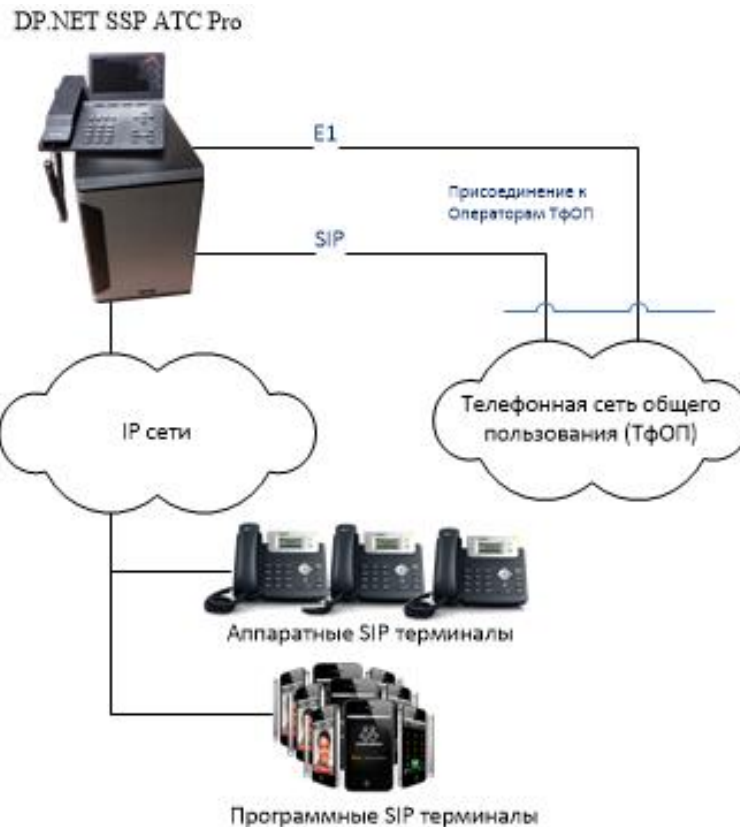 DP.NET SSP ATC Pro
E1
Присоединение к
Операторам ТфОП
SIP
IP сети
Телефонная сеть общего
пользования (ТфОП)
Аппаратные SIP терминалы
Программные SIP терминалы